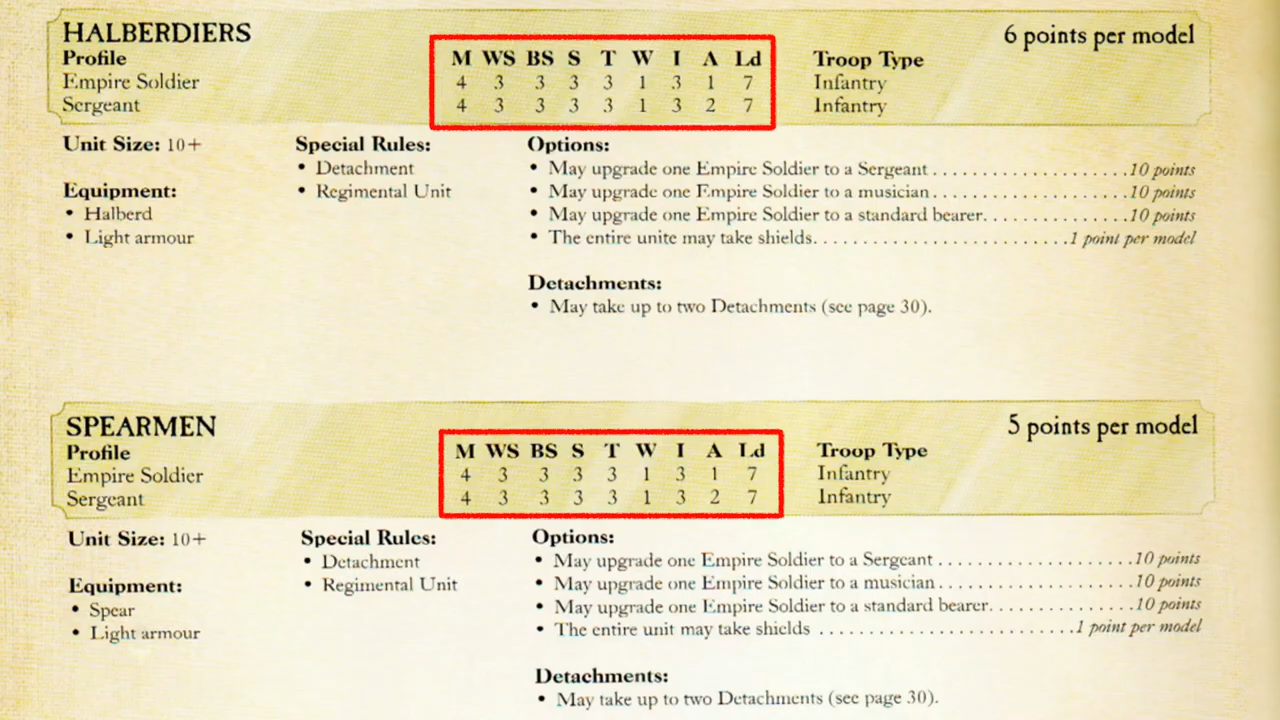 HALBERDIERS 6 points per model
Profile M WS BS S T W I A Ld Troop Type
Empire Soldier 4 3 3 3 3 1 3 1 7 Infantry
Sergeant 4 3 3 3 3 1 3 2 7 Infantry
Unit Size: 10+ Special Rules: Options:
• Detachment • May upgrade one Empire Soldier to a Sergeant . . . . . . . . . . . . . . . . . . . . . . . . 10 points
Equipment: • Regimental Unit • May upgrade one Empire Soldier to a musician . . . . . . . . . . . . . . . . . . . . . . . . 10 points
• Halberd • May upgrade one Empire Soldier to a standard bearer. . . . . . . . . . . . . . . . . 10 points
• Light armour • The entire unite may take shields. . . . . . . . . . . . . . . . . . . . . . . . . . . . . . 1 point per model
Detachments:
• May take up to two Detachments (see page 30).
SPEARMEN 5 points per model
Profile M WS BS S T W I A Ld Troop Type
Empire Soldier 4 3 3 3 3 1 3 1 7 Infantry
Sergeant 4 3 3 3 3 1 3 2 7 Infantry
Unit Size: 10+ Special Rules: Options:
• Detachment • May upgrade one Empire Soldier to a Sergeant . . . . . . . . . . . . . . . . . . . . . . . . 10 points
Equipment: • Regimental Unit • May upgrade one Empire Soldier to a musician . . . . . . . . . . . . . . . . . . . . . . . . 10 points
• Spear • May upgrade one Empire Soldier to a standard bearer. . . . . . . . . . . . . . . . . 10 points
• Light armour • The entire unit may take shields . . . . . . . . . . . . . . . . . . . . . . . . . . . . . . 1 point per model
Detachments:
• May take up to two Detachments (see page 30).